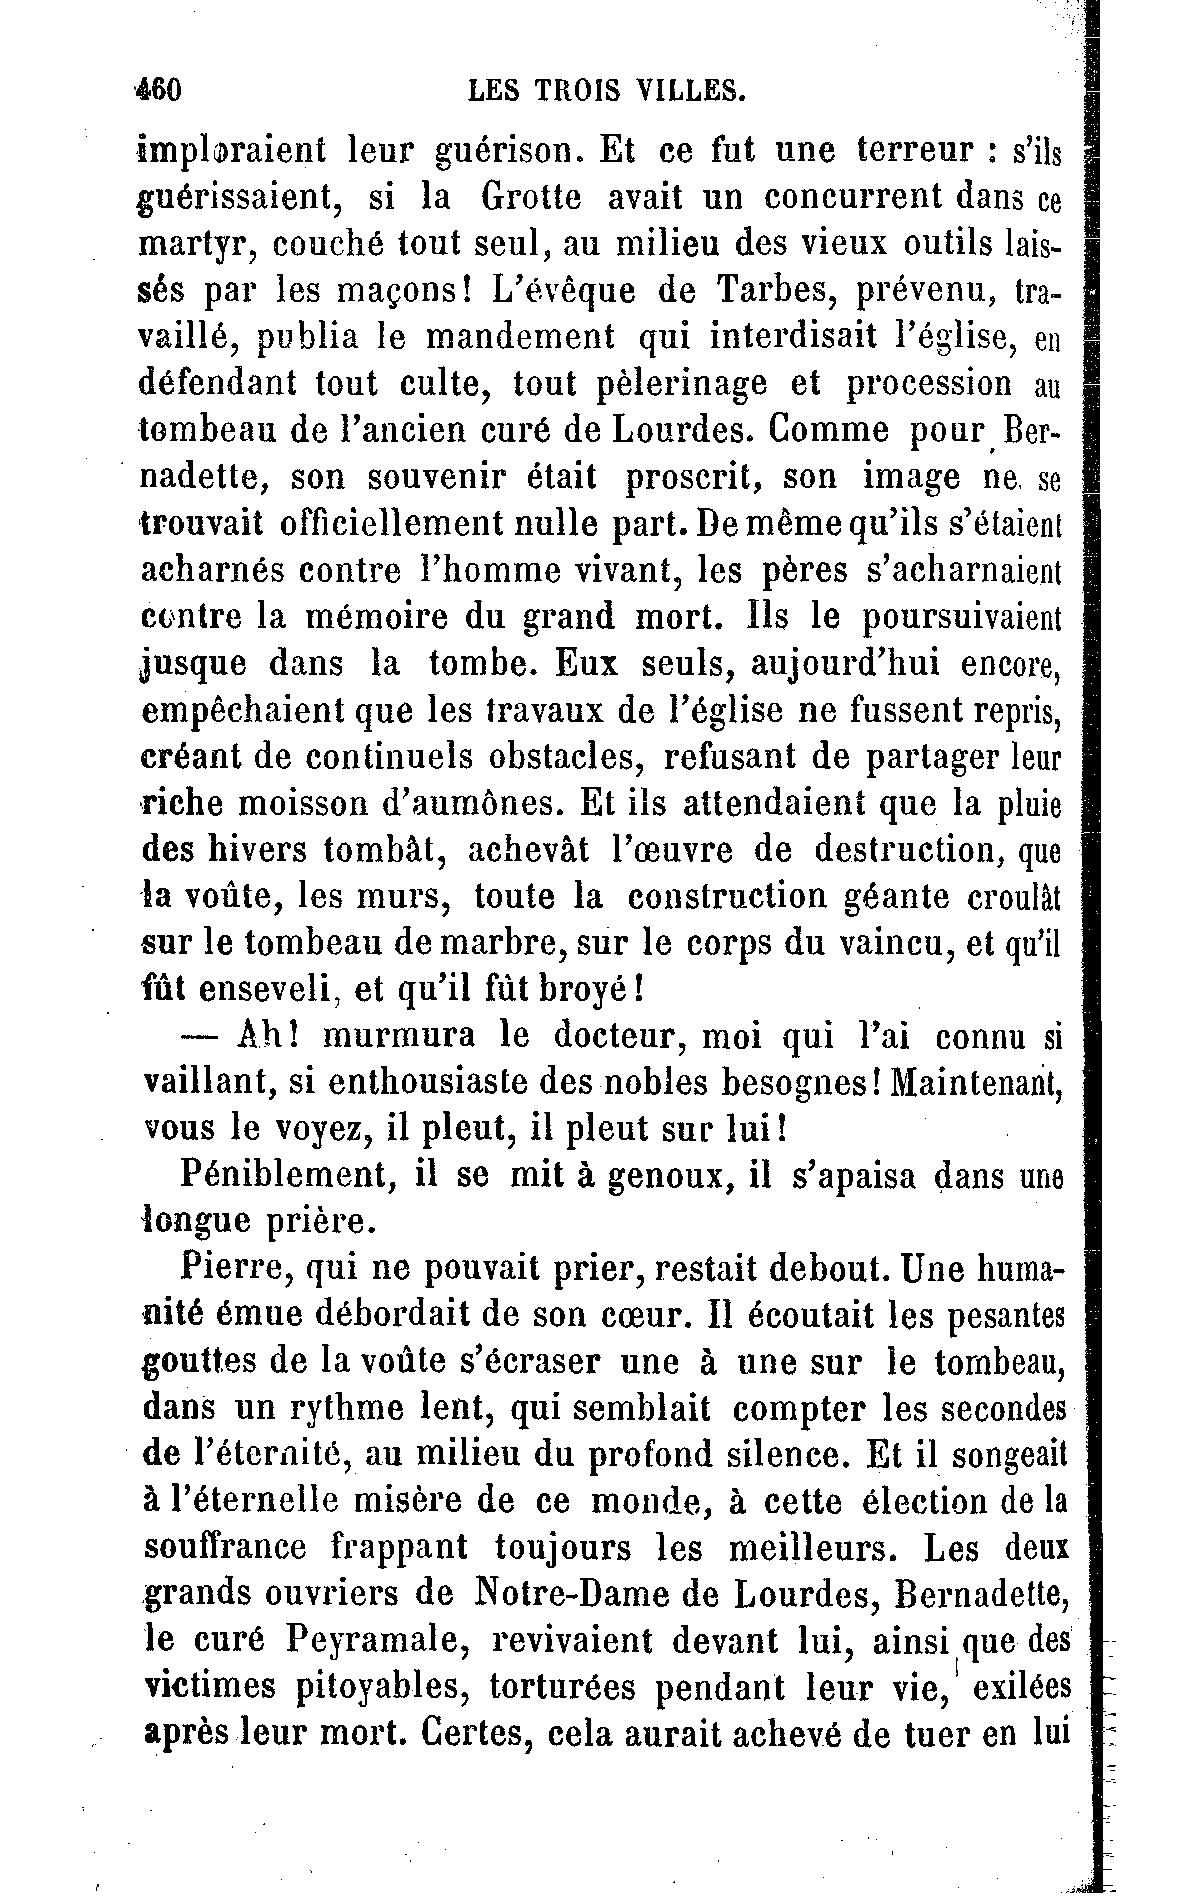 460 LES TROIS VILLES.
imploraient leur guérison. Et ce fut une terreur : s'ils
guérissaient, si la Grotte avait un concurrent dans ce
martyr, couché tout seul, au milieu des vieux outils lais-
sés par les maçons! L'évêque de Tarbes, prévenu, tra-
vaillé, publia le mandement qui interdisait l'église, en
défendant tout culte, tout pèlerinage et procession au
tombeau de l'ancien curé de Lourdes. Comme pour Ber-
nadette, son souvenir était proscrit, son image ne se
trouvait officiellement nulle part. De même qu'ils s'étaient
acharnés contre l'homme vivant, les pères s'acharnaient
contre la mémoire du grand mort. Ils le poursuivaient
jusque dans la tombe. Eux seuls, aujourd'hui encore,
empêchaient que les travaux de l'église ne fussent repris,
créant de continuels obstacles, refusant de partager leur
riche moisson d'aumônes. Et ils attendaient que la pluie
des hivers tombât, achevât l'œuvre de destruction, que
la voûte, les murs, toute la construction géante croulât
sur le tombeau de marbre, sur le corps du vaincu, et qu'il
fût enseveli, et qu'il fût broyé!
— Ah! murmura le docteur, moi qui l'ai connu si
vaillant, si enthousiaste des nobles besognes! Maintenant,
vous le voyez, il pleut, il pleut sur lui!
Péniblement, il se mit à genoux, il s'apaisa dans une
longue prière.
Pierre, qui ne pouvait prier, restait debout. Une huma-
nité émue débordait de son cœur. Il écoutait les pesantes
gouttes de la voûte s'écraser une à une sur le tombeau,
dans un rythme lent, qui semblait compter les secondes
de l'éternité, au milieu du profond silence. Et il songeait
à l'éternelle misère de ce monde, à cette élection de la
souffrance frappant toujours les meilleurs. Les deux
grands ouvriers de Notre-Dame de Lourdes, Bernadette,
le curé Peyramale, revivaient devant lui, ainsi que des
victimes pitoyables, torturées pendant leur vie, exilées
après leur mort. Certes, cela aurait achevé de tuer en lui